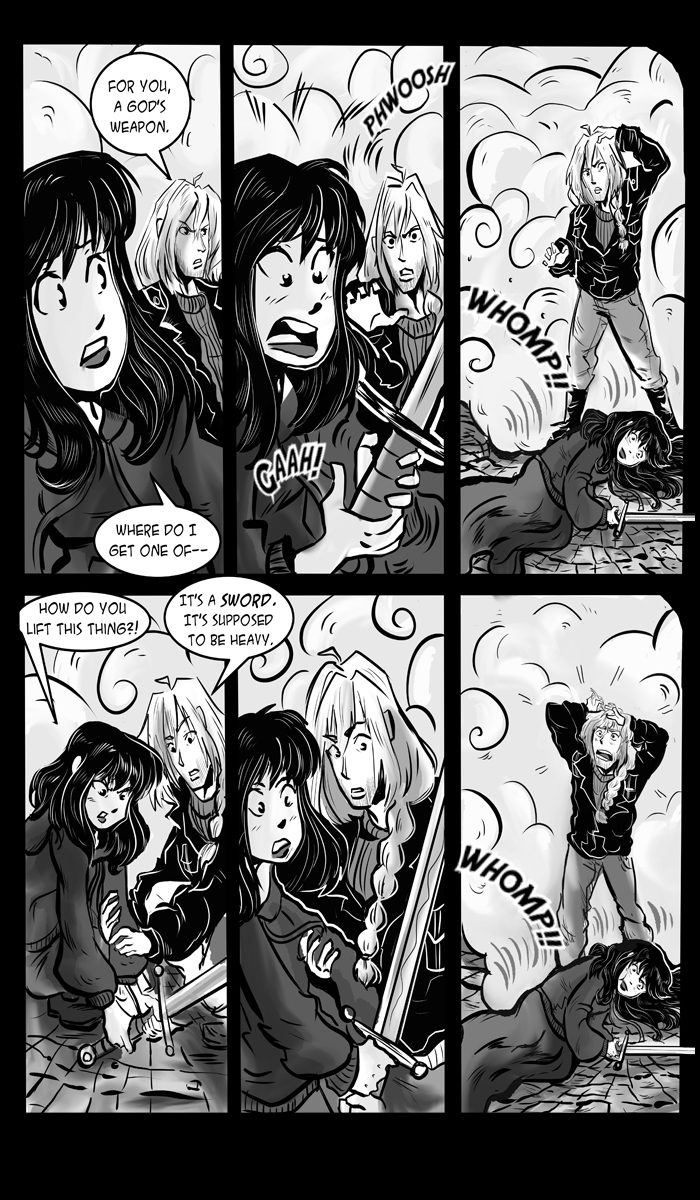 FOR YOU,
A GOD'S
WEAPON.
WHERE DO I
GET ONE OF--
PHWOOSH
GAAH!
WHOMP!!
HOW DO YOU
LIFT THIS THING?!
IT'S A SWORD.
IT'S SUPPOSED
TO BE HEAVY.
WHOMP!!